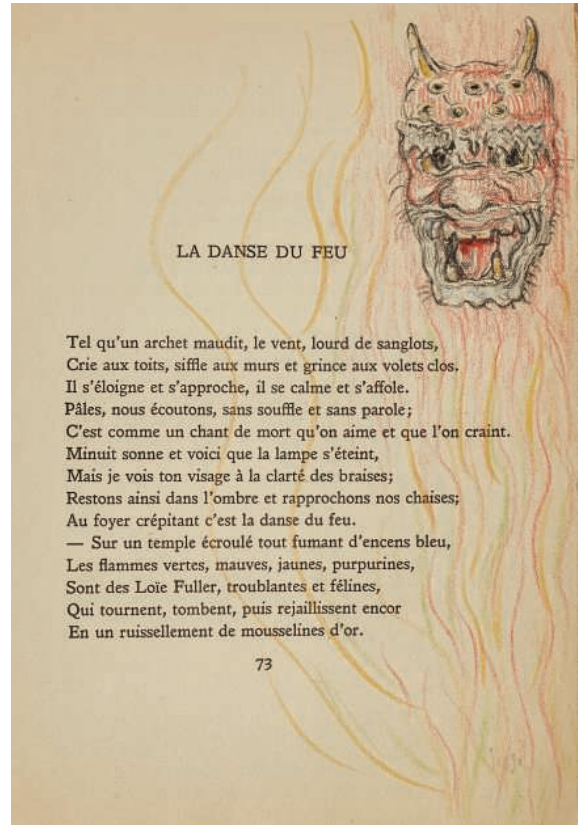 LA DANSE DU FEU
Tel qu'un archet maudit, le vent, lourd de sanglots,
Crie aux toits, siffle aux murs et grince aux volets clos.
Il s'éloigne et s'approche, il se calme et s'affole.
Pâles, nous écoutons, sans souffle et sans parole;
C'est comme un chant de mort qu'on aime et que l'on craint.
Minuit sonne et voici que la lampe s'éteint,
Mais je vois ton visage à la clarté des braises;
Restons ainsi dans l'ombre et rapprochons nos chaises;
Au foyer crépitant c'est la danse du feu.
— Sur un temple écroulé tout fumant d'encens bleu,
Les flammes vertes, mauves, jaunes, purpurines,
Sont des Loïe Fuller, troublantes et félines,
Qui tournent, tombent, puis rejaillissent encor
En un ruissellement de mousselines d'or.
73